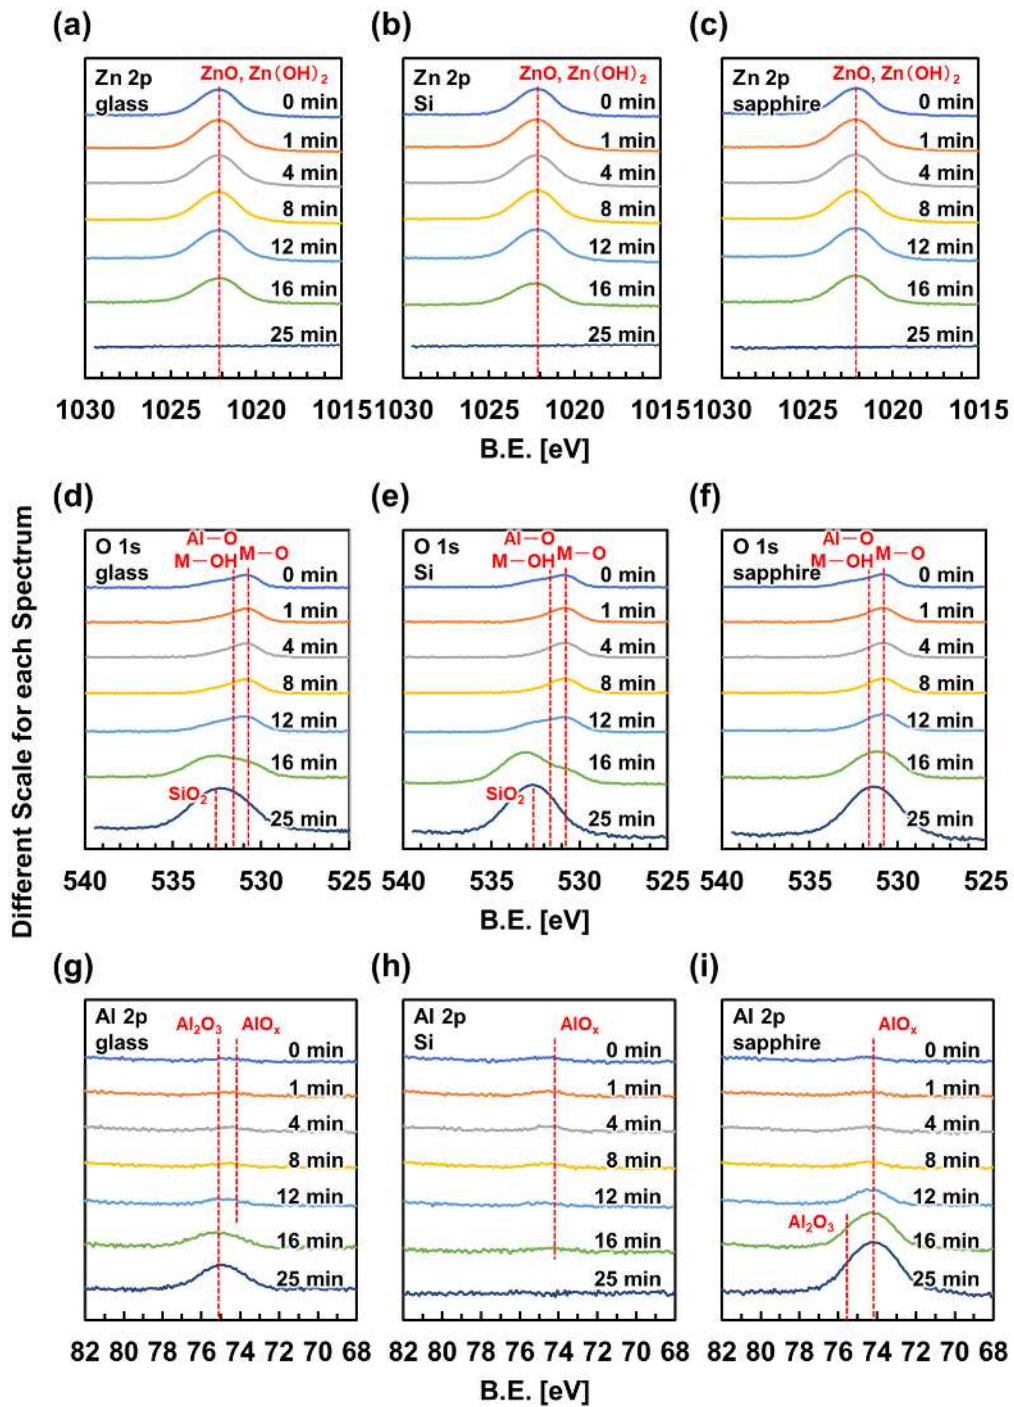 (a)
(b)
(c)
Zn 2p
glass
ZnO, Zn(OH)₂
0 min
1 min
4 min
8 min
12 min
16 min
25 min
Zn 2p
Si
ZnO, Zn(OH)₂
0 min
1 min
4 min
8 min
12 min
16 min
25 min
Zn 2p
sapphire
ZnO, Zn(OH)₂
0 min
1 min
4 min
8 min
12 min
16 min
25 min
1030 1025 1020 1015
1030 1025 1020 1015
1030 1025 1020 1015
B.E. [eV]
Different Scale for each Spectrum
(d)
(e)
(f)
O 1s
glass
Al—O
M—OH
M—O
0 min
1 min
4 min
8 min
12 min
16 min
SiO₂
25 min
O 1s
Si
Al—O
M—OH
M—O
0 min
1 min
4 min
8 min
12 min
16 min
SiO₂
25 min
O 1s
sapphire
Al—O
M—OH
M—O
0 min
1 min
4 min
8 min
12 min
16 min
25 min
540 535 530 525
540 535 530 525
540 535 530 525
B.E. [eV]
(g)
(h)
(i)
Al 2p
glass
Al₂O₃
AlOₓ
0 min
1 min
4 min
8 min
12 min
16 min
25 min
Al 2p
Si
AlOₓ
0 min
1 min
4 min
8 min
12 min
16 min
25 min
Al 2p
sapphire
AlOₓ
0 min
1 min
4 min
8 min
12 min
Al₂O₃
16 min
25 min
82 80 78 76 74 72 70 68
82 80 78 76 74 72 70 68
82 80 78 76 74 72 70 68
B.E. [eV]